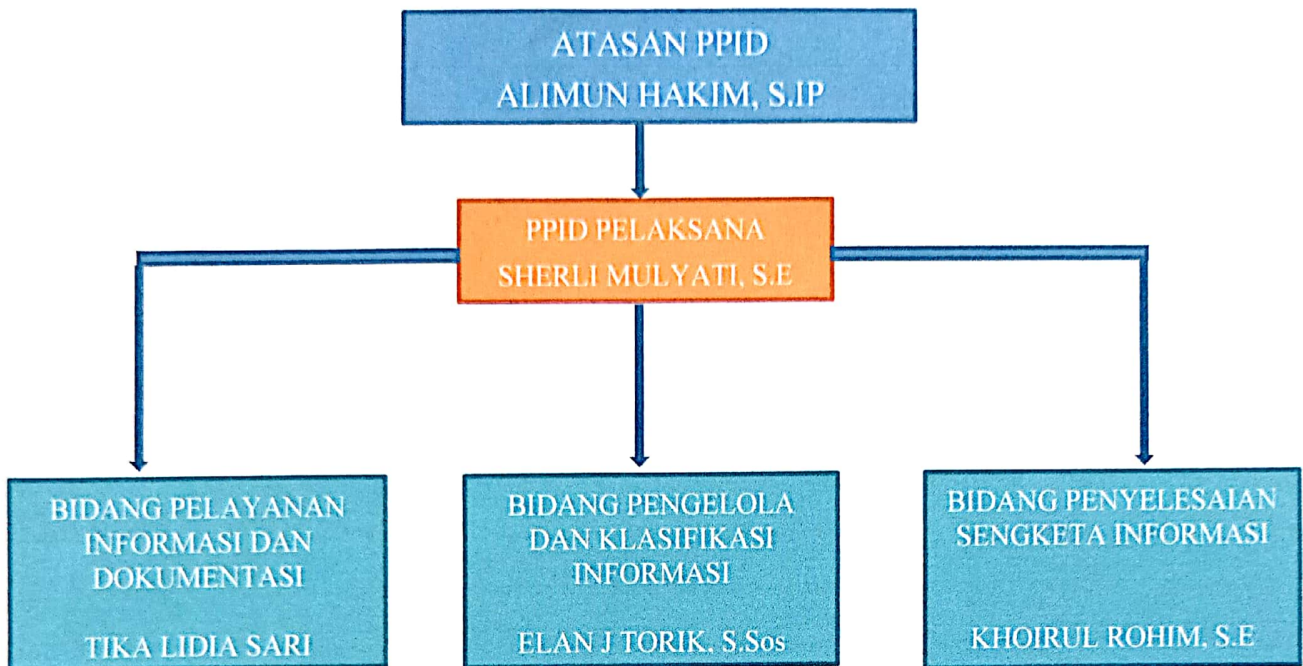 ATASAN PPID
ALIMUN HAKIM, S.IP
PPID PELAKSANA
SHERLI MULYATI, S.E
BIDANG PELAYANAN
INFORMASI DAN
DOKUMENTASI
TIKA LIDIA SARI
BIDANG PENGELOLA
DAN KLASIFIKASI
INFORMASI
ELAN J TORIK, S.Sos
BIDANG PENYELESAIAN
SENGKETA INFORMASI
KHOIRUL ROHIM, S.E